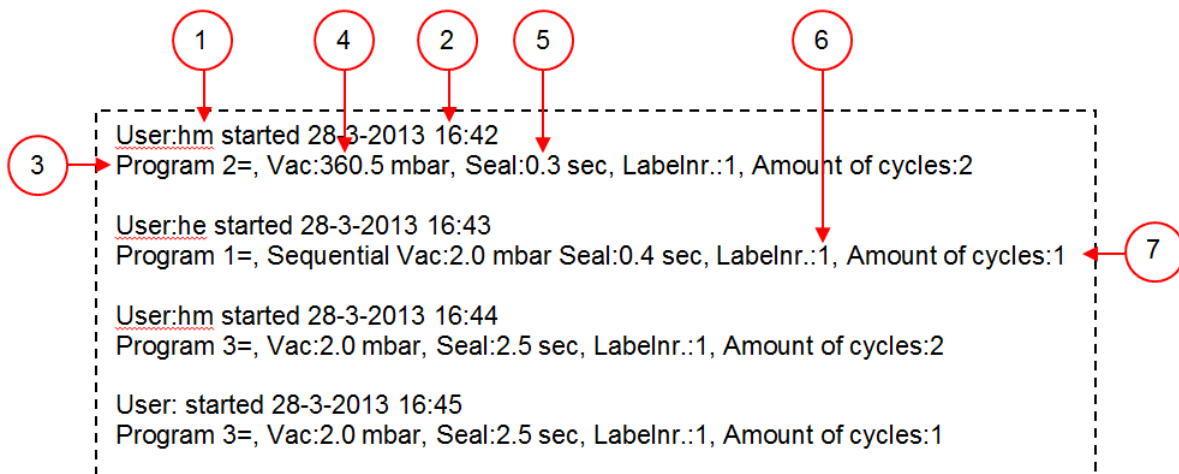 1 4 2 5 6
User:hm started 28-3-2013 16:42
3 Program 2=, Vac:360.5 mbar, Seal:0.3 sec, Labelnr.:1, Amount of cycles:2
User:he started 28-3-2013 16:43
Program 1=, Sequential Vac:2.0 mbar Seal:0.4 sec, Labelnr.:1, Amount of cycles:1 7
User:hm started 28-3-2013 16:44
Program 3=, Vac:2.0 mbar, Seal:2.5 sec, Labelnr.:1, Amount of cycles:2
User: started 28-3-2013 16:45
Program 3=, Vac:2.0 mbar, Seal:2.5 sec, Labelnr.:1, Amount of cycles:1